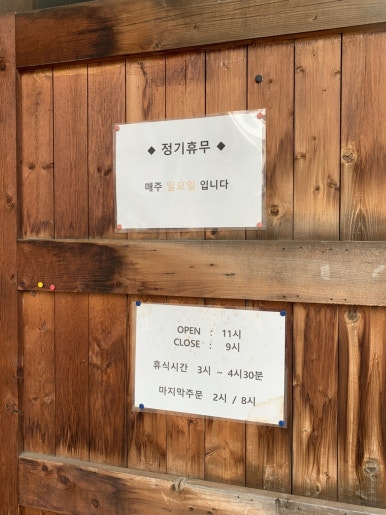 ◆ 정기휴무 ◆
매주 일요일 입니다
OPEN : 11시
CLOSE : 9시
휴식시간 3시 ~ 4시30분
마지막주문 2시 / 8시